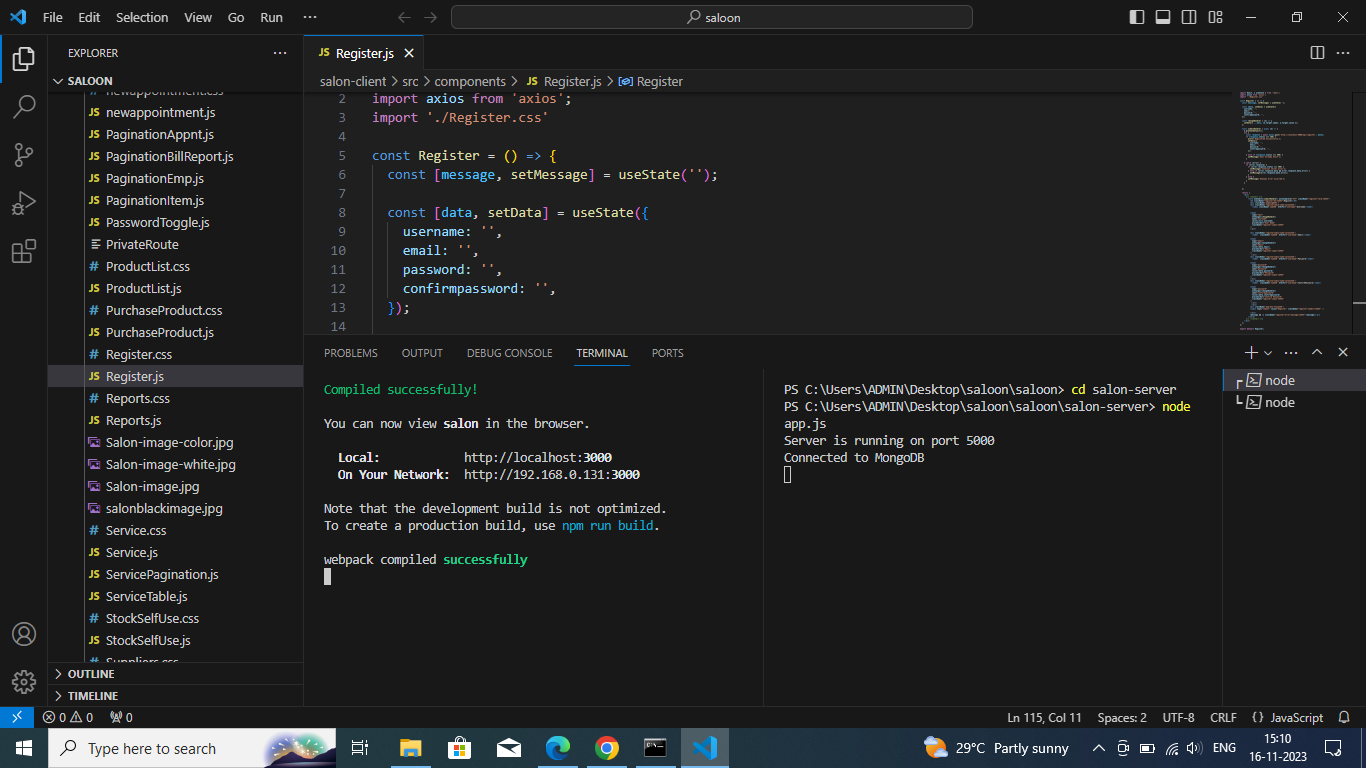 File Edit Selection View Go Run ···
saloon
EXPLORER
SALOON
newappointment.css
newappointment.js
PaginationAppnt.js
PaginationBillReport.js
PaginationEmp.js
PaginationItem.js
PasswordToggle.js
PrivateRoute
ProductList.css
ProductList.js
PurchaseProduct.css
PurchaseProduct.js
Register.css
Register.js
Reports.css
Reports.js
Salon-image-color.jpg
Salon-image-white.jpg
Salon-image.jpg
salonblackimage.jpg
Service.css
Service.js
ServicePagination.js
ServiceTable.js
StockSelfUse.css
StockSelfUse.js
Suppliers.css
OUTLINE
TIMELINE
JS Register.js
salon-client > src > components > JS Register.js > Register
2 import axios from 'axios';
3 import './Register.css'
4
5 const Register = () => {
6 const [message, setMessage] = useState('');
7
8 const [data, setData] = useState({
9 username: '',
10 email: '',
11 password: '',
12 confirmpassword: '',
13 });
14
PROBLEMS OUTPUT DEBUG CONSOLE TERMINAL PORTS
Compiled successfully!
You can now view salon in the browser.
Local: http://localhost:3000
On Your Network: http://192.168.0.131:3000
Note that the development build is not optimized.
To create a production build, use npm run build.
webpack compiled successfully
PS C:\Users\ADMIN\Desktop\saloon\saloon> cd salon-server
PS C:\Users\ADMIN\Desktop\saloon\saloon\salon-server> node
app.js
Server is running on port 5000
Connected to MongoDB
node
node
0 0 0
Ln 115, Col 11 Spaces: 2 UTF-8 CRLF {} JavaScript
Type here to search
29°C Partly sunny
ENG
15:10
16-11-2023